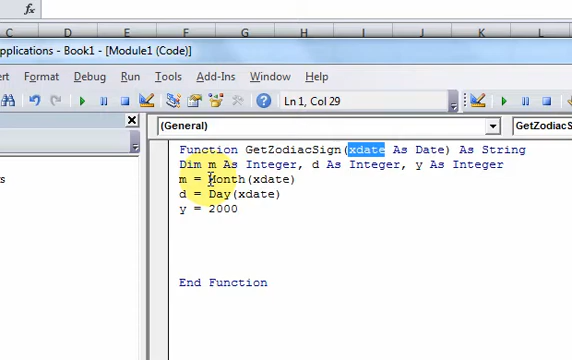 fx
C D E F G H I J K L
pplications - Book1 - [Module1 (Code)]
ert Format Debug Run Tools Add-Ins Window Help
Ln 1, Col 29
(General) GetZodiacS
Function GetZodiacSign(xdate As Date) As String
Dim m As Integer, d As Integer, y As Integer
m = Month(xdate)
d = Day(xdate)
y = 2000
End Function